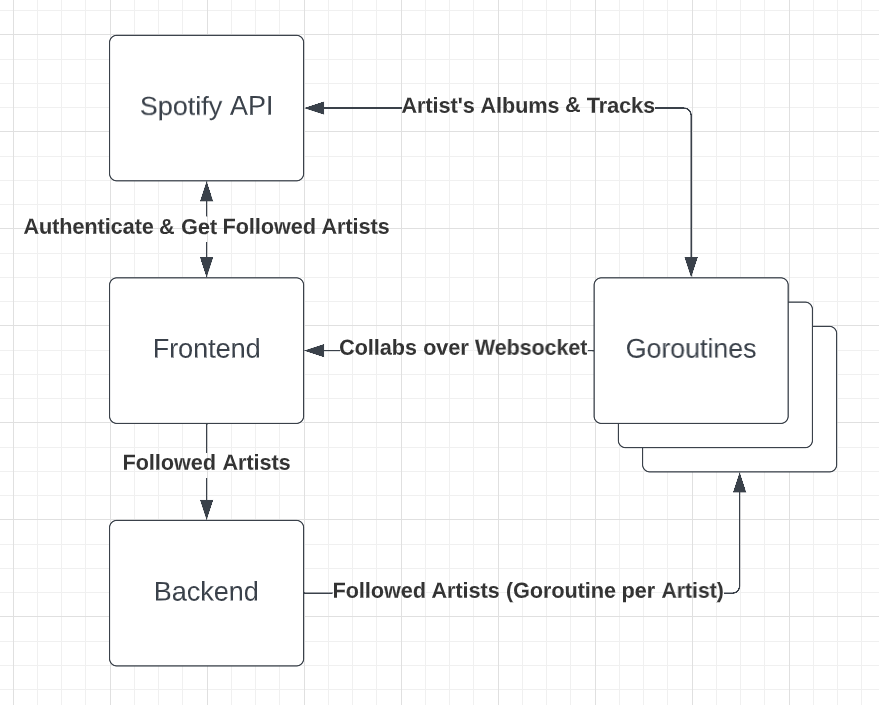 Spotify API
Artist's Albums & Tracks
Authenticate & Get Followed Artists
Frontend
Collabs over Websocket
Goroutines
Followed Artists
Backend
Followed Artists (Goroutine per Artist)